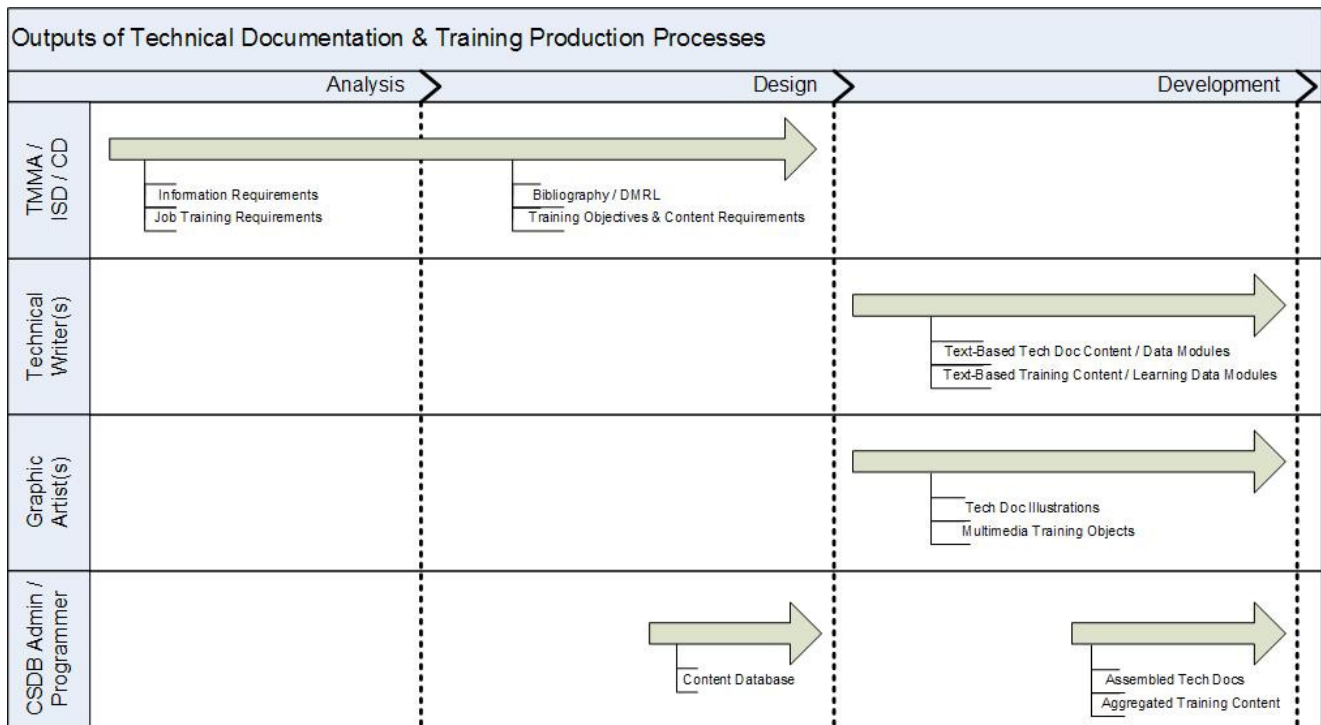 Outputs of Technical Documentation & Training Production Processes
Analysis
Design
Development
TMMA /
ISD / CD
Information Requirements
Job Training Requirements
Bibliography / DMRL
Training Objectives & Content Requirements
Technical
Writer(s)
Text-Based Tech Doc Content / Data Modules
Text-Based Training Content / Learning Data Modules
Graphic
Artist(s)
Tech Doc Illustrations
Multimedia Training Objects
CSDB Admin /
Programmer
Content Database
Assembled Tech Docs
Aggregated Training Content